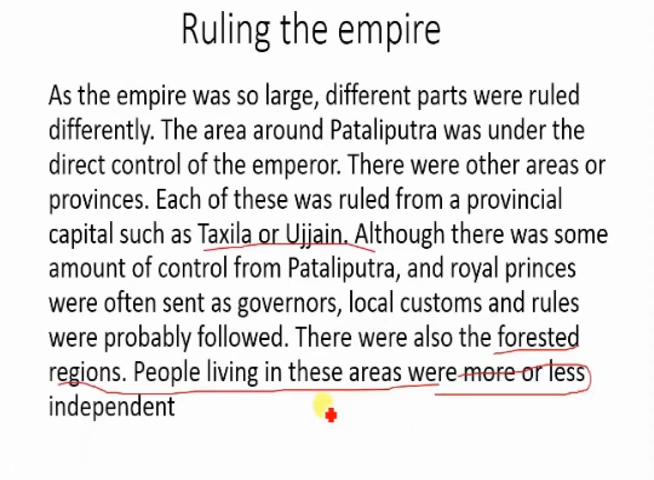 Ruling the empire
As the empire was so large, different parts were ruled
differently. The area around Pataliputra was under the
direct control of the emperor. There were other areas or
provinces. Each of these was ruled from a provincial
capital such as Taxila or Ujjain. Although there was some
amount of control from Pataliputra, and royal princes
were often sent as governors, local customs and rules
were probably followed. There were also the forested
regions. People living in these areas were more or less
independent